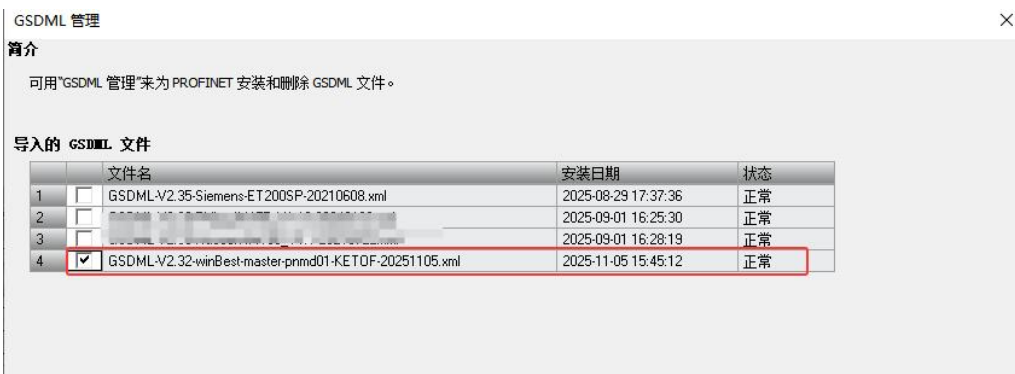 GSDML 管理
简介
可用"GSDML 管理"来为 PROFINET 安装和删除 GSDML 文件。
导入的 GSDML 文件
文件名 安装日期 状态
1 GSDML-V2.35-Siemens-ET200SP-20210608.xml 2025-08-29 17:37:36 正常
2 2025-09-01 16:25:30 正常
3 2025-09-01 16:28:19 正常
4 GSDML-V2.32-winBest-master-pnmd01-KETOF-20251105.xml 2025-11-05 15:45:12 正常